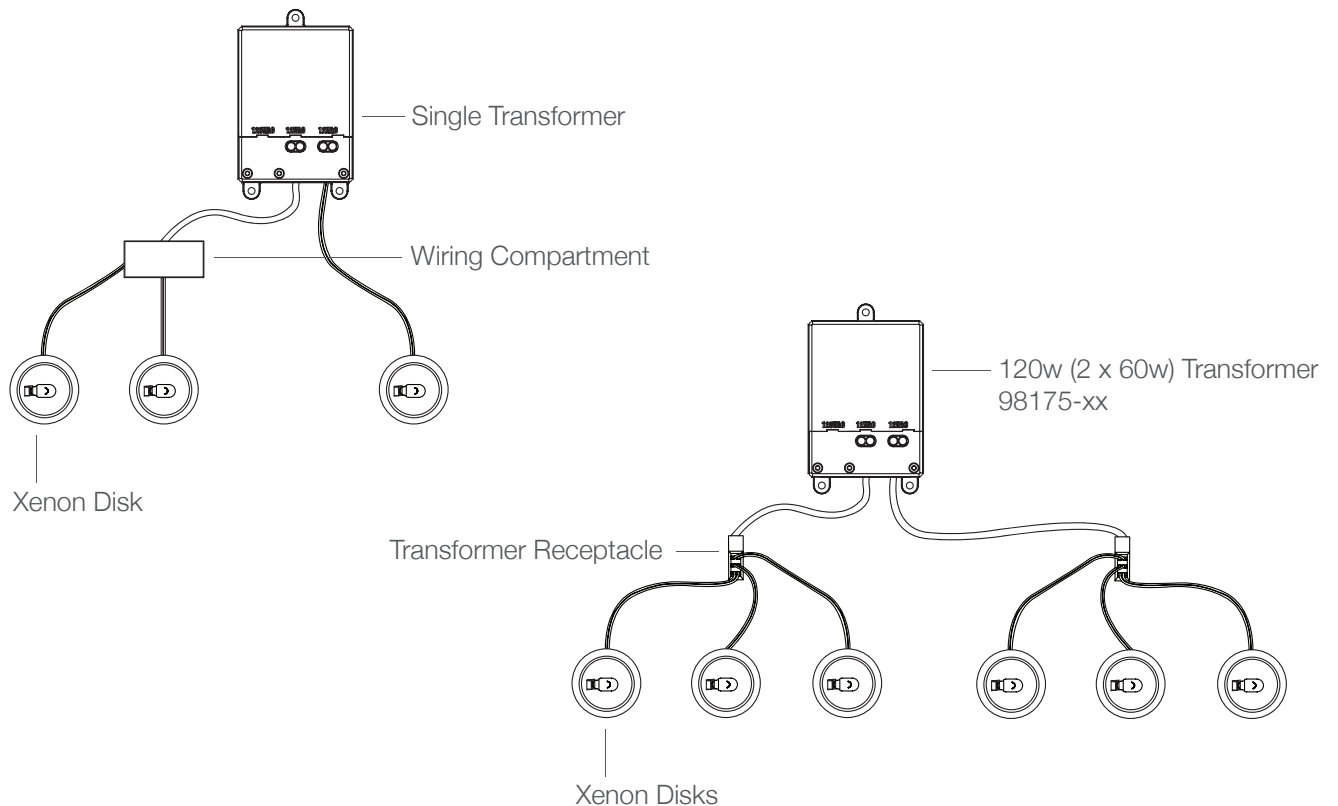 Single Transformer
Wiring Compartment
Xenon Disk
120w (2 x 60w) Transformer
98175-xx
Transformer Receptacle
Xenon Disks